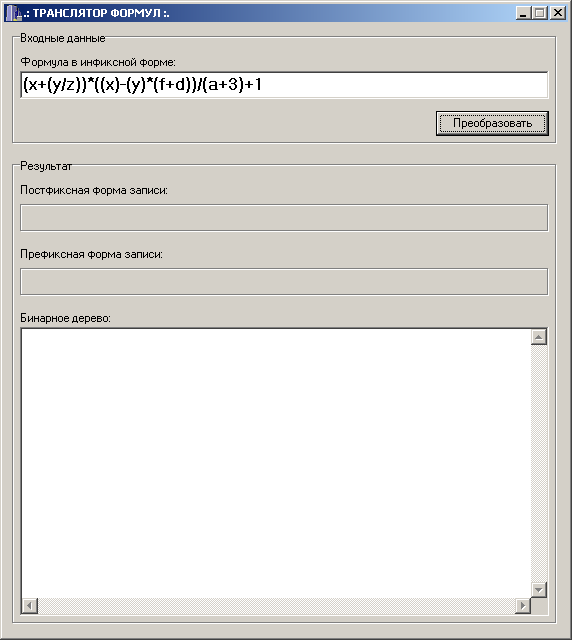 .: ТРАНСЛЯТОР ФОРМУЛ :.
Входные данные
Формула в инфиксной форме:
(x+(y/z))*((x)-(y)*(f+d))/(a+3)+1
Преобразовать
Результат
Постфиксная форма записи:
Префиксная форма записи:
Бинарное дерево: